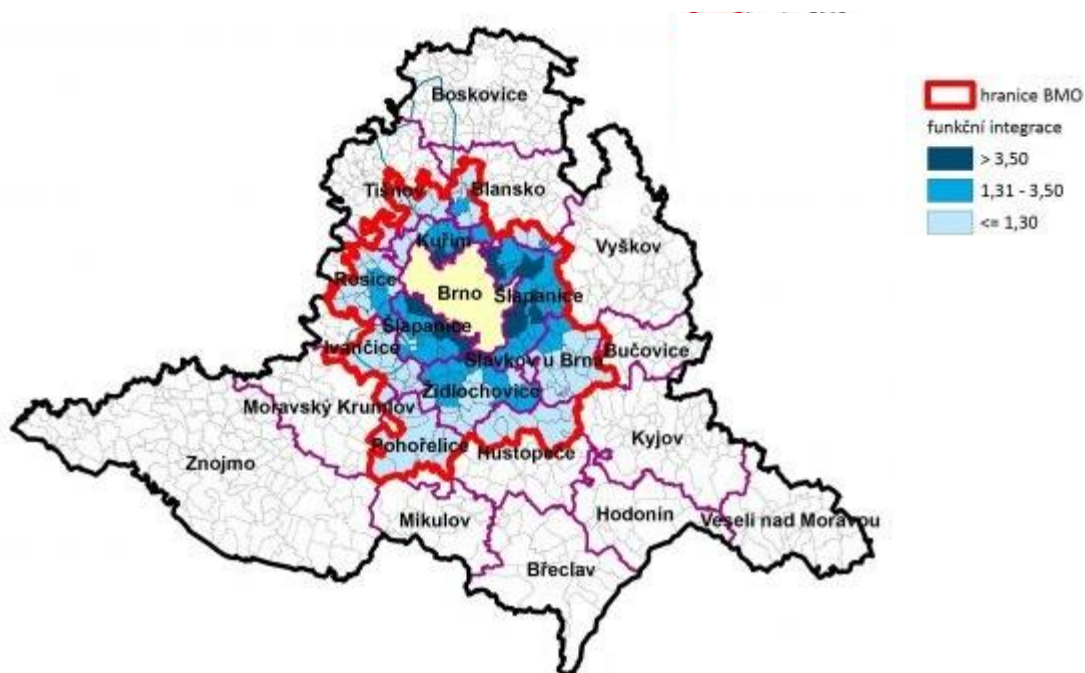 Boskovice
hranice BMO
funkční integrace
> 3,50
1,31 - 3,50
<= 1,30
Tišnov
Blansko
Kuřim
Vyškov
Rosice
Brno
Šlapanice
Šlapanice
Ivančice
Slavkov u Brna
Bučovice
Židlochovice
Moravský Krumlov
Kyjov
Pohořelice
Hustopeče
Znojmo
Mikulov
Hodonín
Veselí nad Moravou
Břeclav